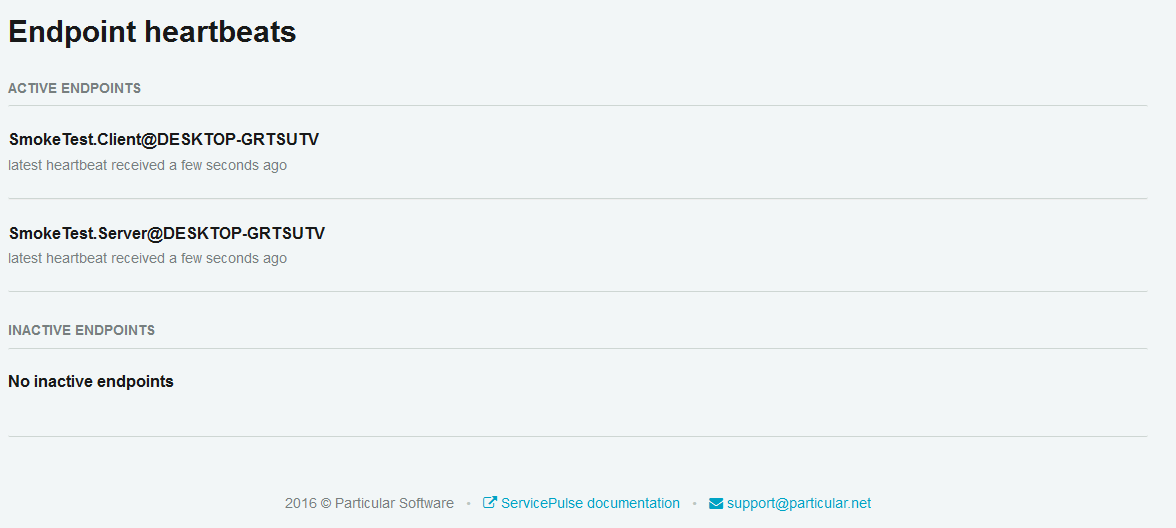 Endpoint heartbeats
ACTIVE ENDPOINTS
SmokeTest.Client@DESKTOP-GRTSUTV
latest heartbeat received a few seconds ago
SmokeTest.Server@DESKTOP-GRTSUTV
latest heartbeat received a few seconds ago
INACTIVE ENDPOINTS
No inactive endpoints
2016 © Particular Software • ServicePulse documentation • support@particular.net